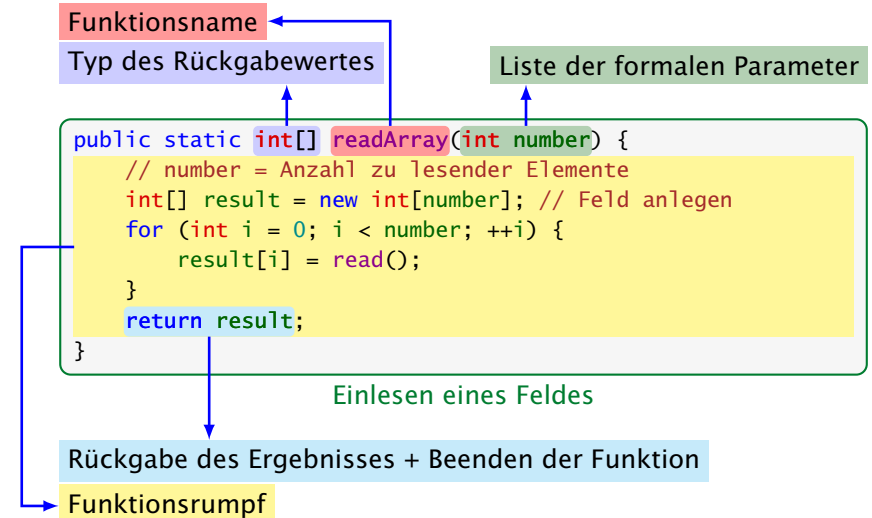 Funktionsname
Typ des Rückgabewertes
Liste der formalen Parameter
public static int[] readArray(int number) {
    // number = Anzahl zu lesender Elemente
    int[] result = new int[number]; // Feld anlegen
    for (int i = 0; i < number; ++i) {
        result[i] = read();
    }
    return result;
}
Einlesen eines Feldes
Rückgabe des Ergebnisses + Beenden der Funktion
Funktionsrumpf